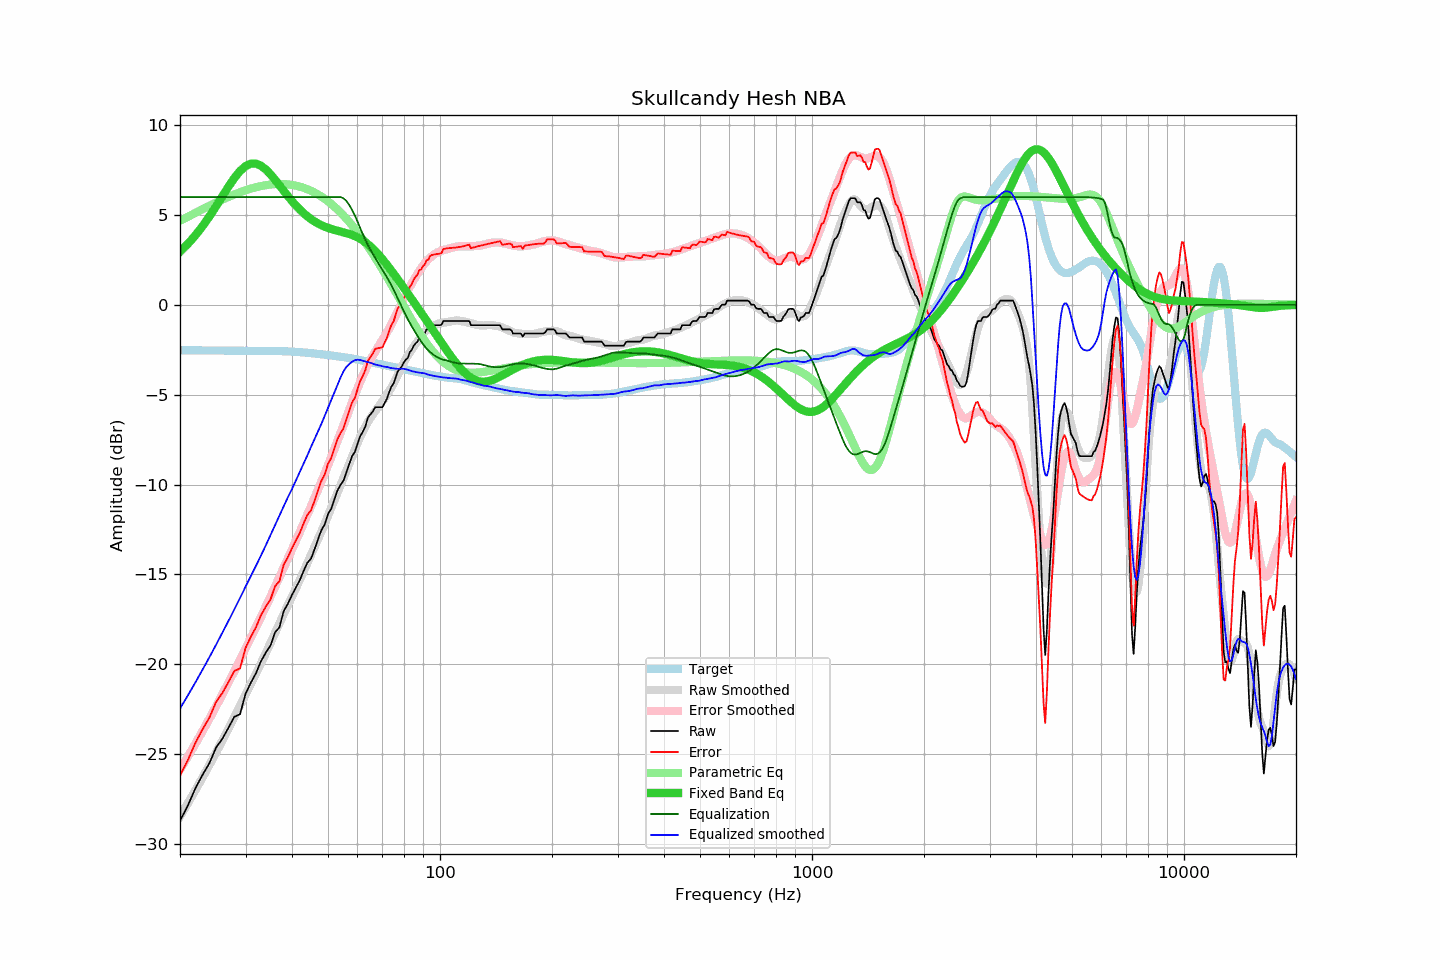 Skullcandy Hesh NBA
10
5
0
−5
−10
−15
−20
−25
−30
Amplitude (dBr)
Target
Raw Smoothed
Error Smoothed
Raw
Error
Parametric Eq
Fixed Band Eq
Equalization
Equalized smoothed
100 1000 10000
Frequency (Hz)